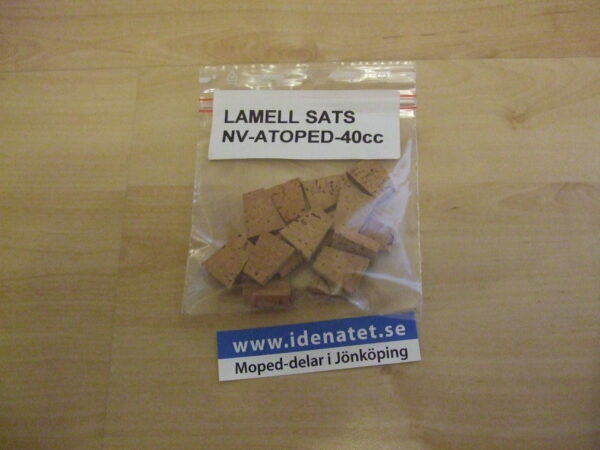 LAMELL SATS
NV-ATOPED-40cc
www.idenatet.se
Moped-delar i Jönköping